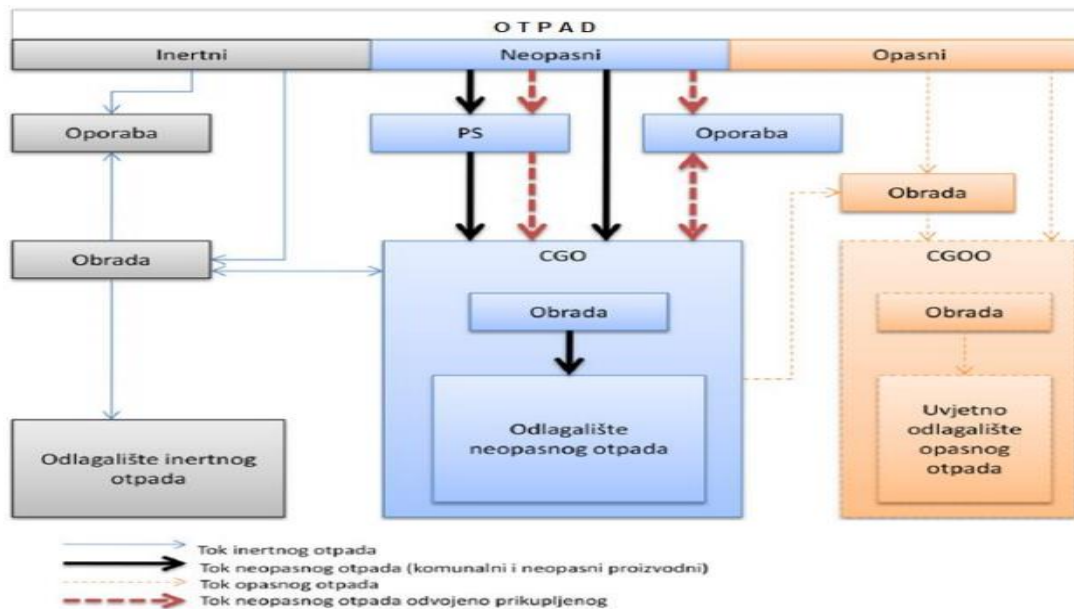 OTPAD
Inertni
Neopasni
Opasni
Oporaba
PS
Oporaba
Obrada
Obrada
CGO
CGOO
Obrada
Obrada
Odlagalište inertnog
otpada
Odlagalište
neopasnog otpada
Uvjetno
odlagalište
opasnog
otpada
Tok inertnog otpada
Tok neopasnog otpada (komunalni i neopasni proizvodni)
Tok opasnog otpada
Tok neopasnog otpada odvojeno prikupljenog